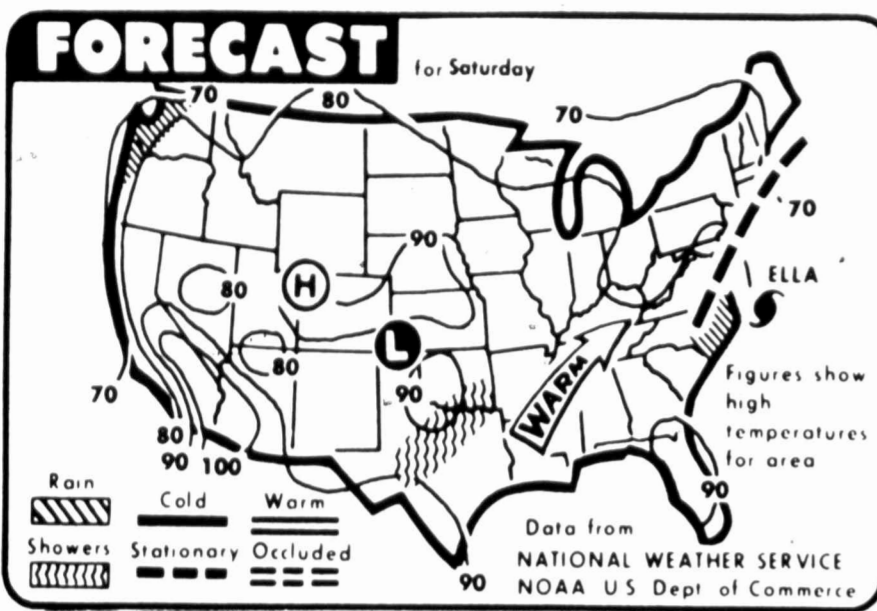 FORECAST
for Saturday
70
80
70
70
90
80
H
ELLA
L
80
90
WARM
70
80
90 100
Figures show
high
temperatures
for area
90
90
Rain
Cold
Warm
Showers
Stationary
Occluded
Data from
NATIONAL WEATHER SERVICE
NOAA US Dept of Commerce